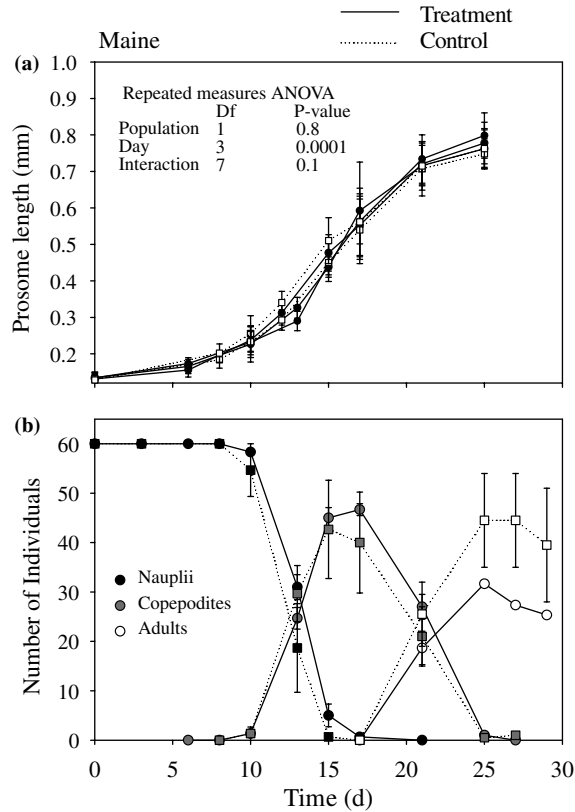 Treatment
Maine
Control
(a)
1.0
0.9
0.8
0.7
0.6
0.5
0.4
0.3
0.2
Prosome length (mm)
Repeated measures ANOVA
Df P-value
Population 1 0.8
Day 3 0.0001
Interaction 7 0.1
(b)
60
50
40
30
20
10
0
Number of Individuals
Nauplii
Copepodites
Adults
0 5 10 15 20 25 30
Time (d)